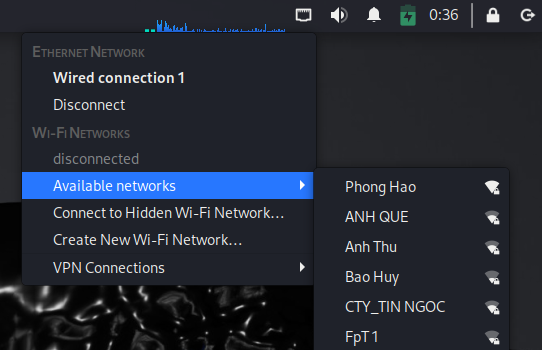 0:36
ETHERNET NETWORK
Wired connection 1
Disconnect
WI-FI NETWORKS
disconnected
Available networks
Connect to Hidden Wi-Fi Network...
Create New Wi-Fi Network...
VPN Connections
Phong Hao
ANH QUE
Anh Thu
Bao Huy
CTY_TIN NGOC
FpT 1